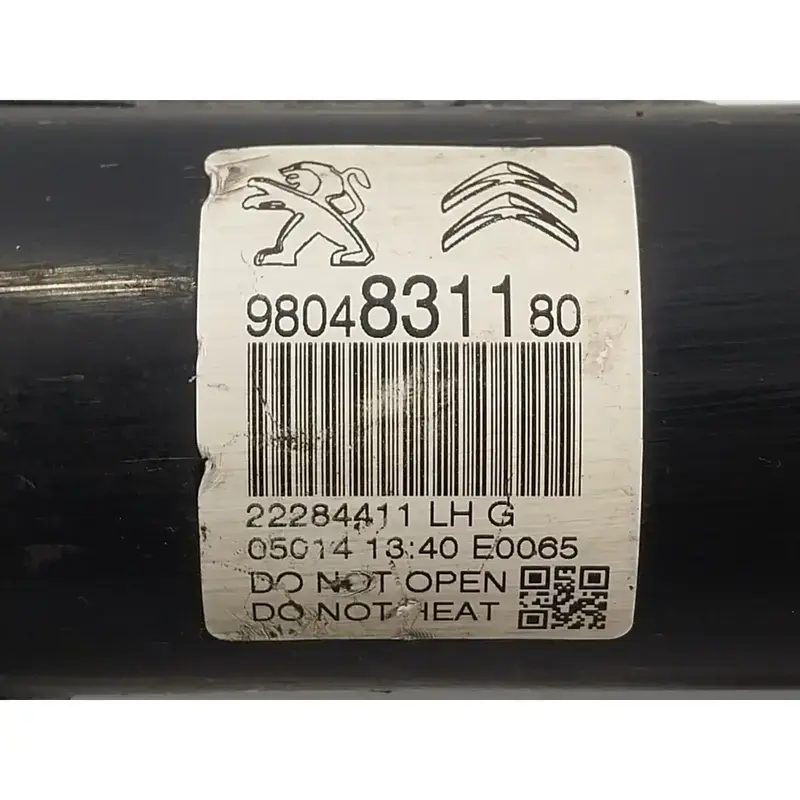 9804831180
22284411 LH G
05014 13:40 E0065
DO NOT OPEN
DO NOT HEAT